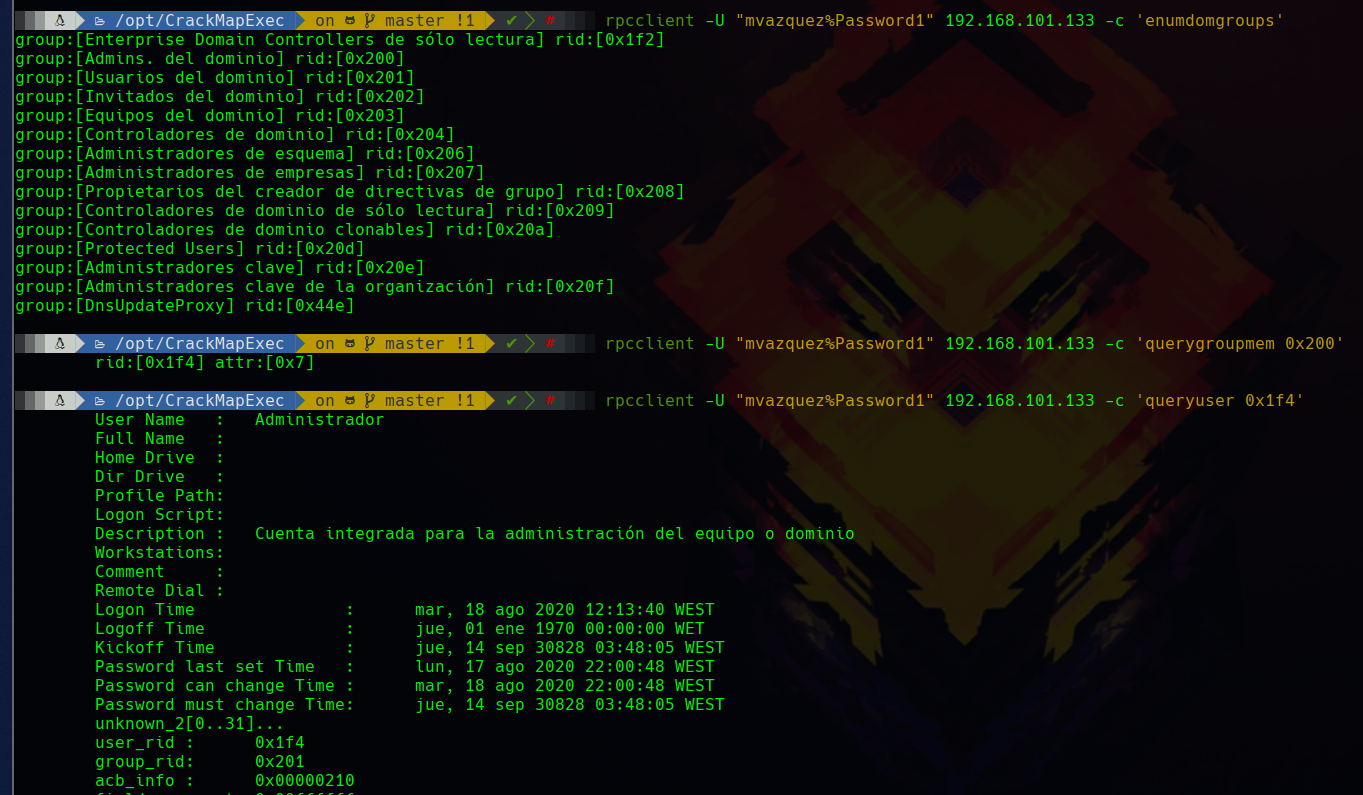 /opt/CrackMapExec on master !1 ✔ # rpcclient -U "mvazquez%Password1" 192.168.101.133 -c 'enumdomgroups'
group:[Enterprise Domain Controllers de sólo lectura] rid:[0x1f2]
group:[Admins. del dominio] rid:[0x200]
group:[Usuarios del dominio] rid:[0x201]
group:[Invitados del dominio] rid:[0x202]
group:[Equipos del dominio] rid:[0x203]
group:[Controladores de dominio] rid:[0x204]
group:[Administradores de esquema] rid:[0x206]
group:[Administradores de empresas] rid:[0x207]
group:[Propietarios del creador de directivas de grupo] rid:[0x208]
group:[Controladores de dominio de sólo lectura] rid:[0x209]
group:[Controladores de dominio clonables] rid:[0x20a]
group:[Protected Users] rid:[0x20d]
group:[Administradores clave] rid:[0x20e]
group:[Administradores clave de la organización] rid:[0x20f]
group:[DnsUpdateProxy] rid:[0x44e]
/opt/CrackMapExec on master !1 ✔ # rpcclient -U "mvazquez%Password1" 192.168.101.133 -c 'querygroupmem 0x200'
rid:[0x1f4] attr:[0x7]
/opt/CrackMapExec on master !1 ✔ # rpcclient -U "mvazquez%Password1" 192.168.101.133 -c 'queryuser 0x1f4'
User Name : Administrador
Full Name :
Home Drive :
Dir Drive :
Profile Path:
Logon Script:
Description : Cuenta integrada para la administración del equipo o dominio
Workstations:
Comment :
Remote Dial :
Logon Time : mar, 18 ago 2020 12:13:40 WEST
Logoff Time : jue, 01 ene 1970 00:00:00 WET
Kickoff Time : jue, 14 sep 30828 03:48:05 WEST
Password last set Time : lun, 17 ago 2020 22:00:48 WEST
Password can change Time : mar, 18 ago 2020 22:00:48 WEST
Password must change Time: jue, 14 sep 30828 03:48:05 WEST
unknown_2[0..31]...
user_rid : 0x1f4
group_rid: 0x201
acb_info : 0x00000210